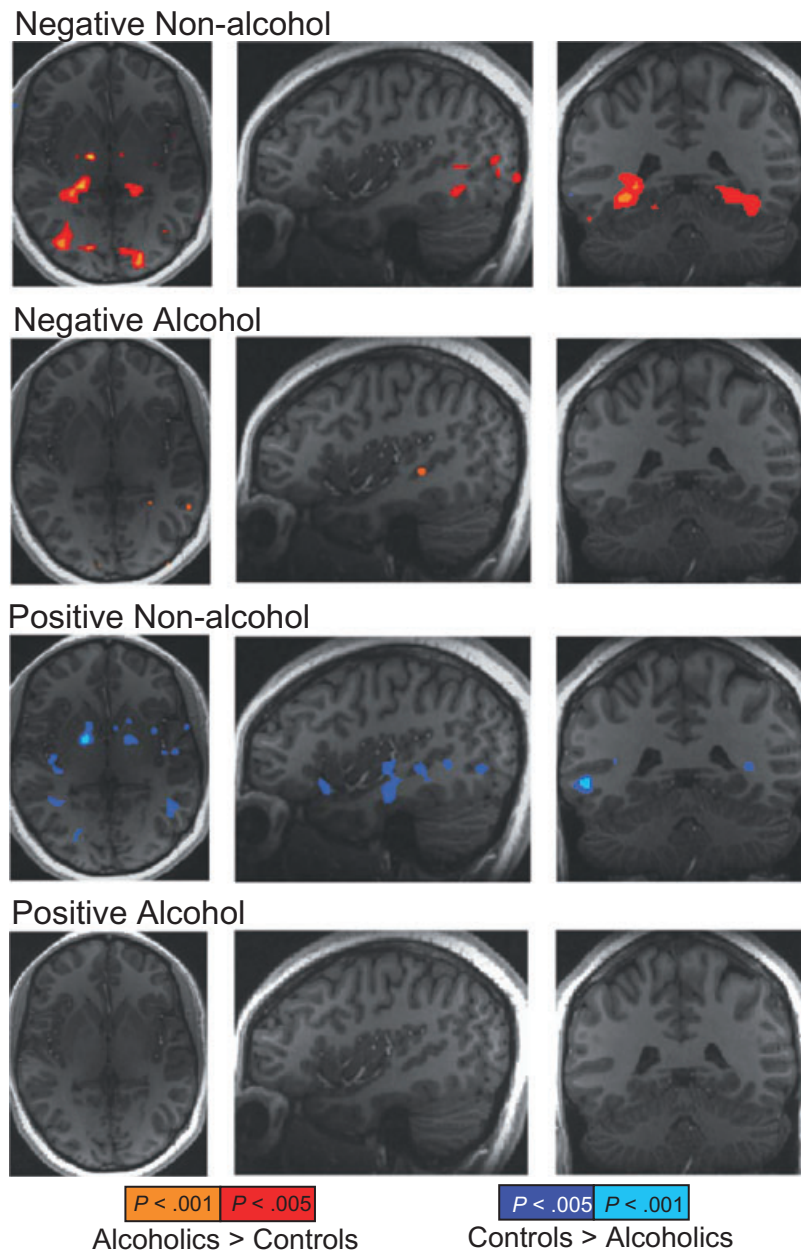 Negative Non-alcohol
Negative Alcohol
Positive Non-alcohol
Positive Alcohol
P < .001 P < .005 P < .005 P < .001
Alcoholics > Controls Controls > Alcoholics